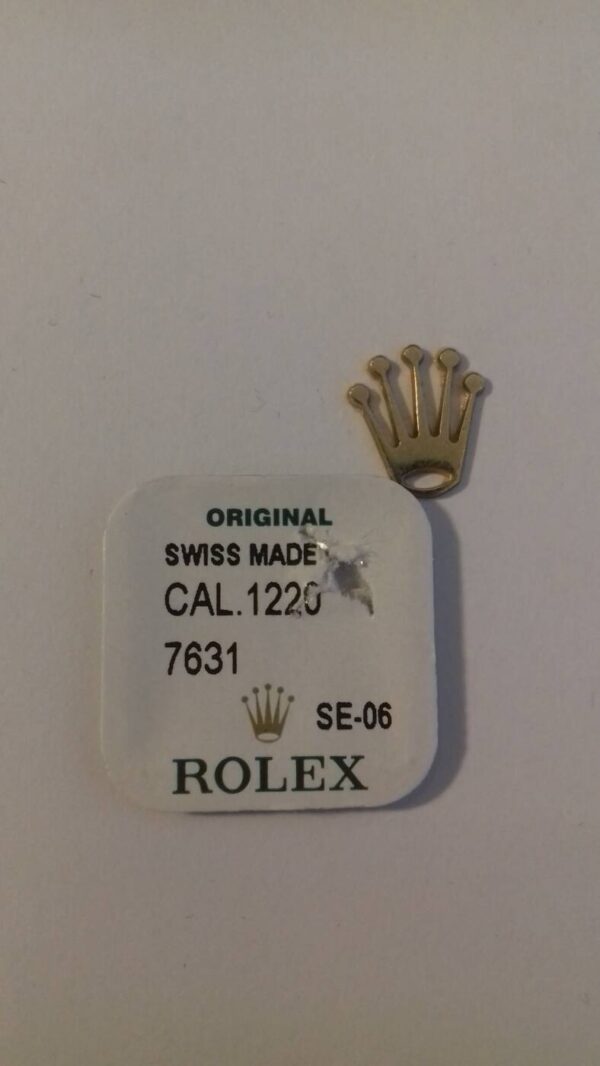 ORIGINAL
SWISS MADE
CAL.1220
7631
SE-06
ROLEX